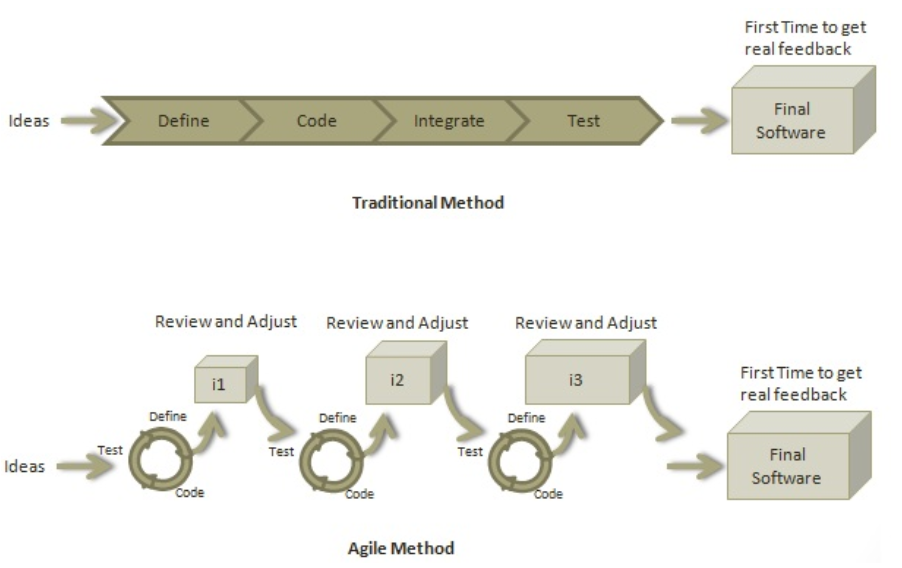 First Time to get
real feedback
Ideas
Define
Code
Integrate
Test
Final
Software
Traditional Method
Review and Adjust
Review and Adjust
Review and Adjust
i1
i2
i3
First Time to get
real feedback
Define
Define
Define
Test
Test
Test
Ideas
Final
Software
Code
Code
Code
Agile Method